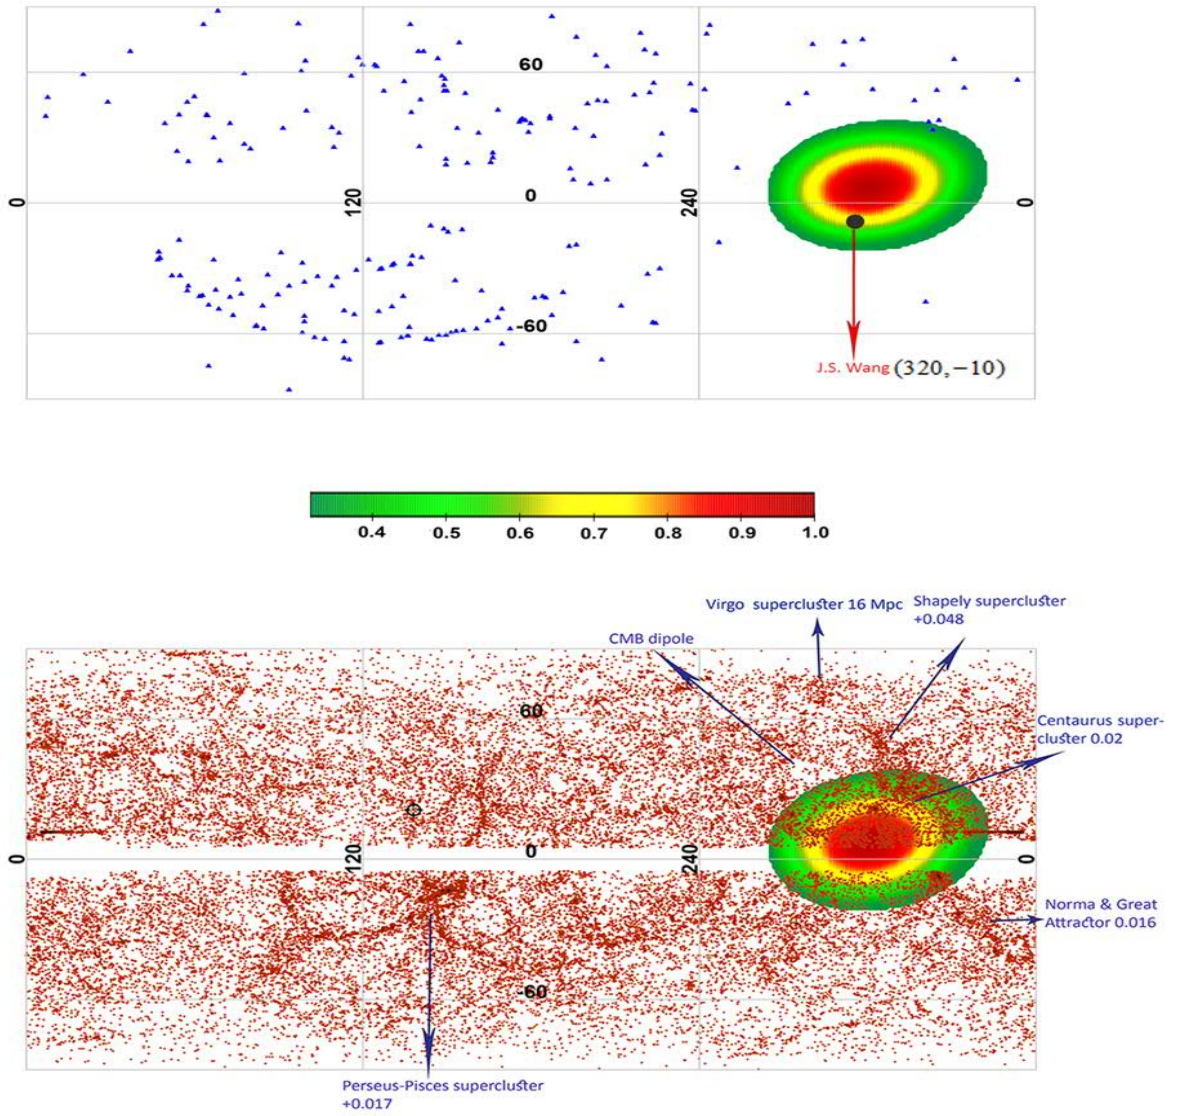 60
0
120
0
240
0
-60
J.S. Wang (320,−10)
0.4 0.5 0.6 0.7 0.8 0.9 1.0
Virgo supercluster 16 Mpc
Shapely supercluster
+0.048
CMB dipole
60
Centaurus super-
cluster 0.02
0
120
0
240
0
Norma & Great
Attractor 0.016
-60
Perseus-Pisces supercluster
+0.017